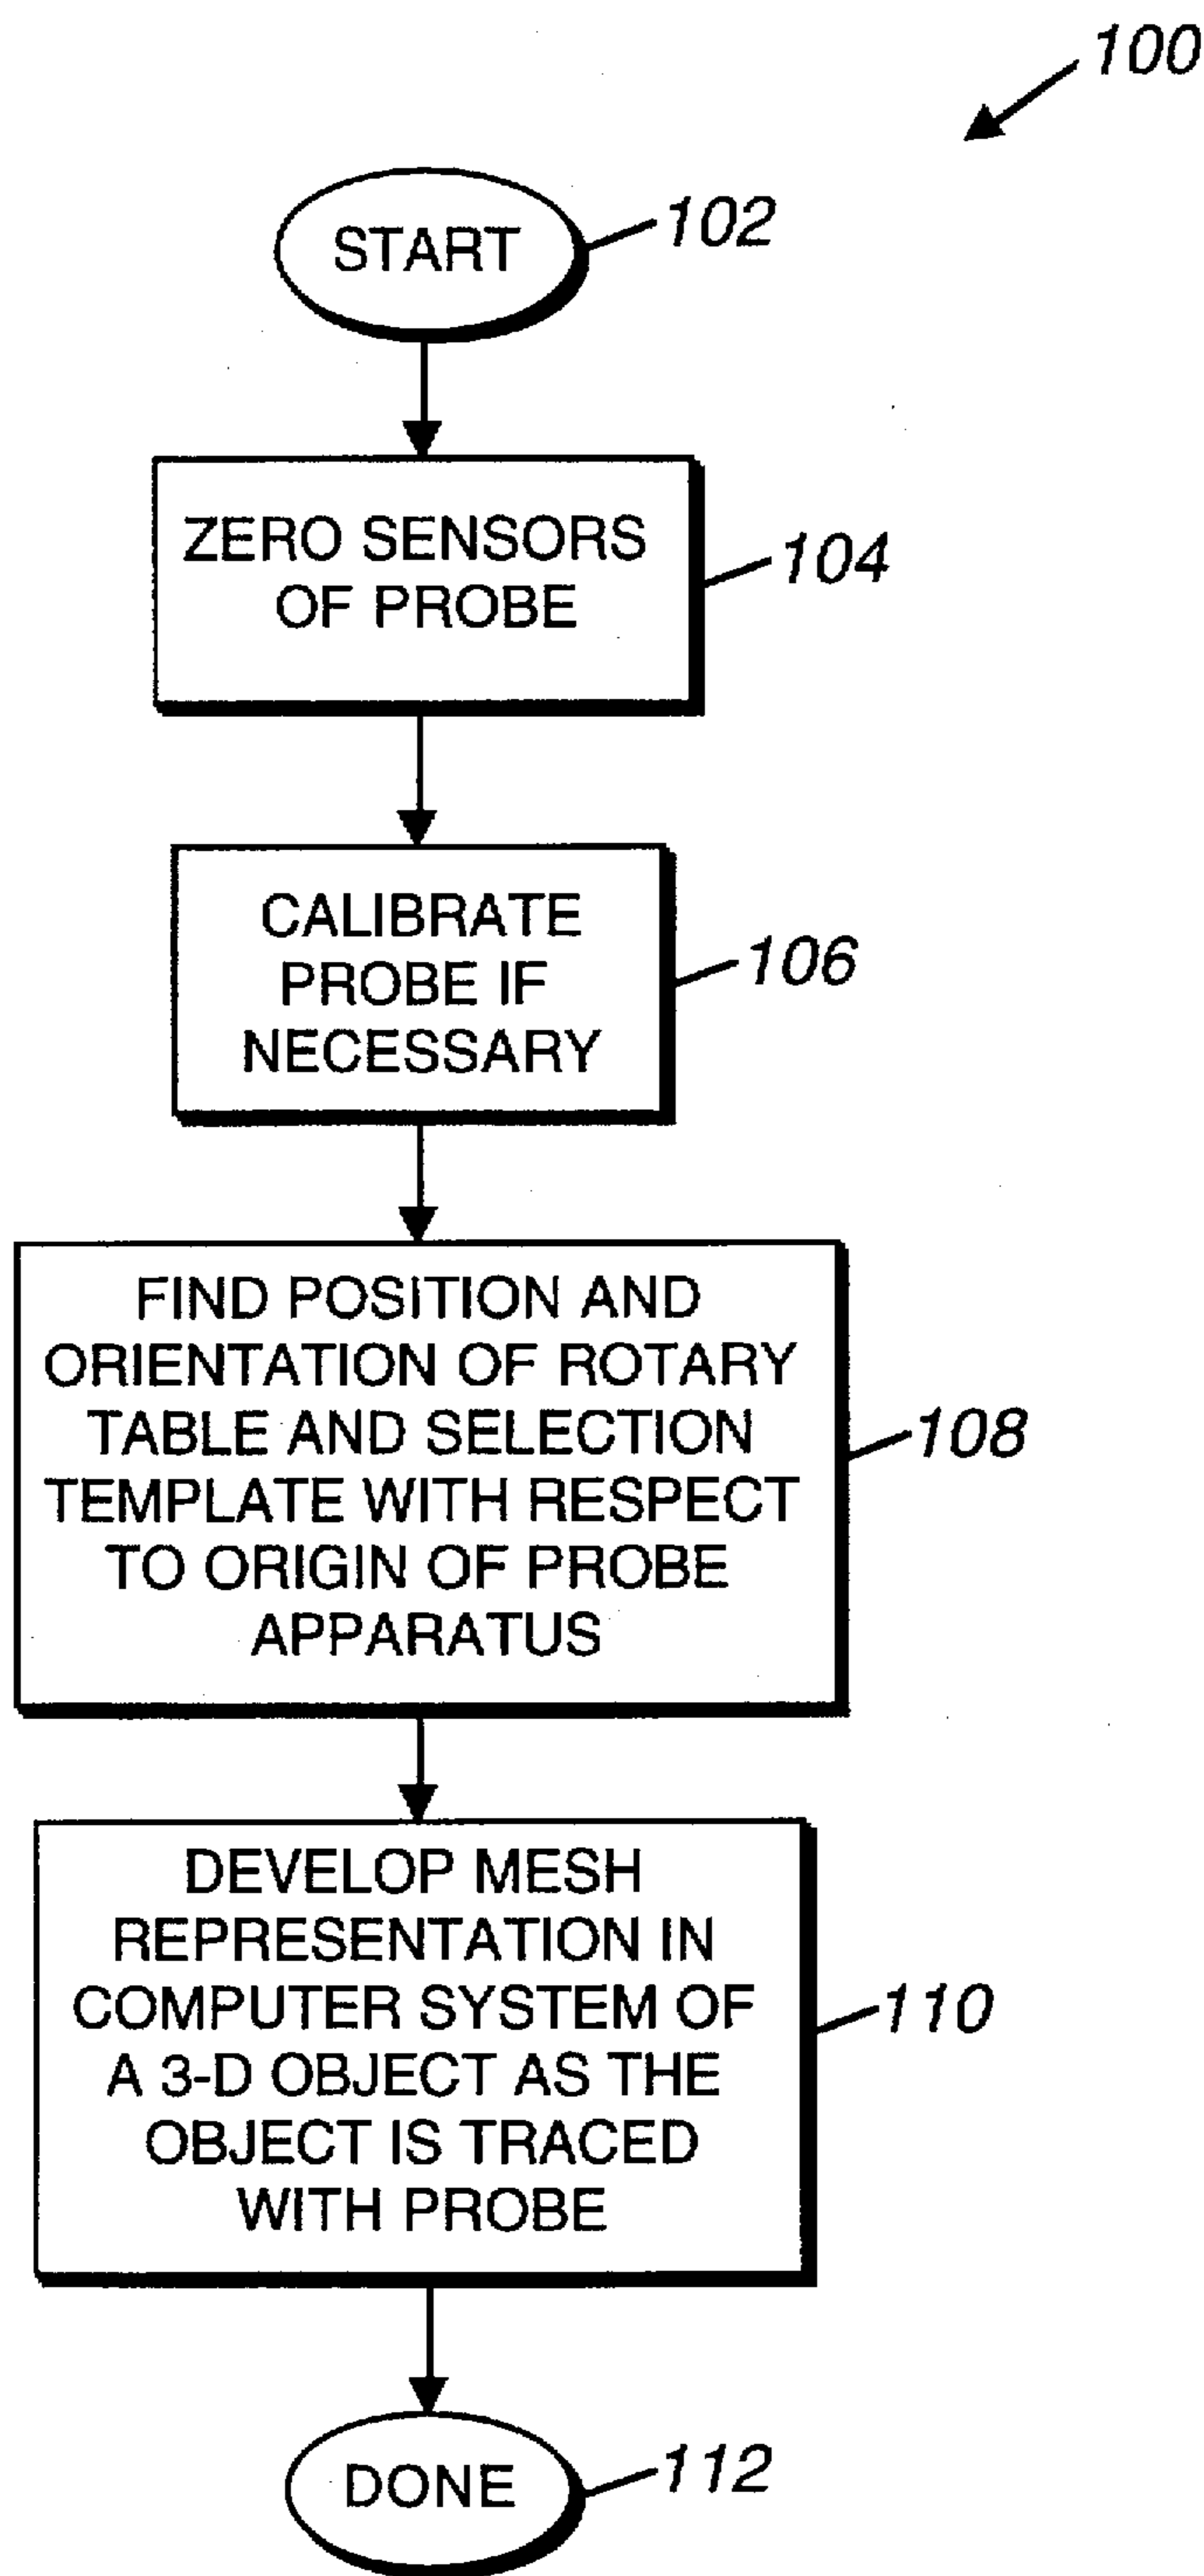 100
START
102
ZERO SENSORS
OF PROBE
104
CALIBRATE
PROBE IF
NECESSARY
106
FIND POSITION AND
ORIENTATION OF ROTARY
TABLE AND SELECTION
TEMPLATE WITH RESPECT
TO ORIGIN OF PROBE
APPARATUS
108
DEVELOP MESH
REPRESENTATION IN
COMPUTER SYSTEM OF
A 3-D OBJECT AS THE
OBJECT IS TRACED
WITH PROBE
110
DONE
112